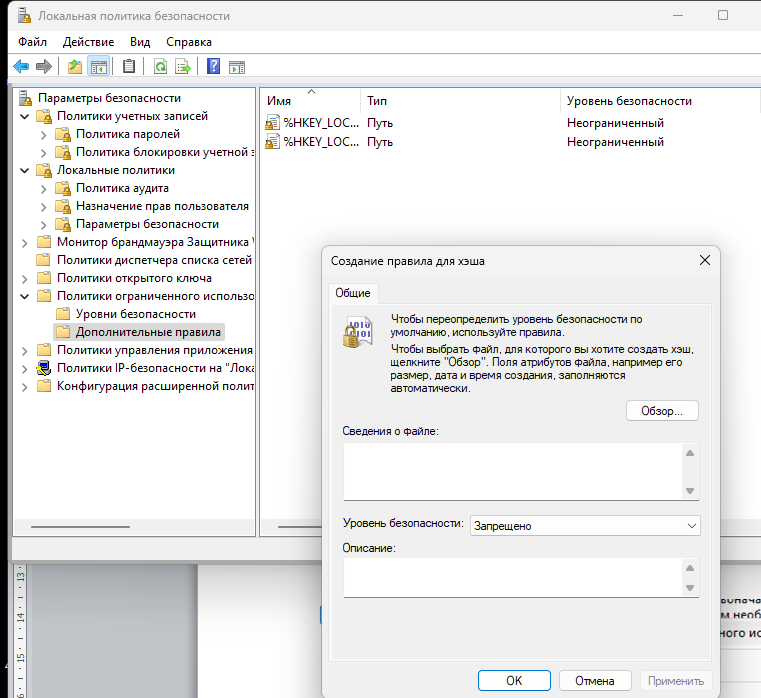 Локальная политика безопасности
Файл Действие Вид Справка
Параметры безопасности
Политики учетных записей
Политика паролей
Политика блокировки учетной з
Локальные политики
Политика аудита
Назначение прав пользователя
Параметры безопасности
Монитор брандмауэра Защитника
Политики диспетчера списка сетей
Политики открытого ключа
Политики ограниченного использо
Уровни безопасности
Дополнительные правила
Политики управления приложения
Политики IP-безопасности на "Лока
Конфигурация расширенной полит
Имя Тип Уровень безопасности
%HKEY_LOC... Путь Неограниченный
%HKEY_LOC... Путь Неограниченный
Создание правила для хэша
Общие
Чтобы переопределить уровень безопасности по
умолчанию, используйте правила.
Чтобы выбрать файл, для которого вы хотите создать хэш,
щелкните "Обзор". Поля атрибутов файла, например его
размер, дата и время создания, заполняются
автоматически.
Обзор...
Сведения о файле:
Уровень безопасности: Запрещено
Описание:
OK Отмена Применить
13
14
15
м необ
ного ис